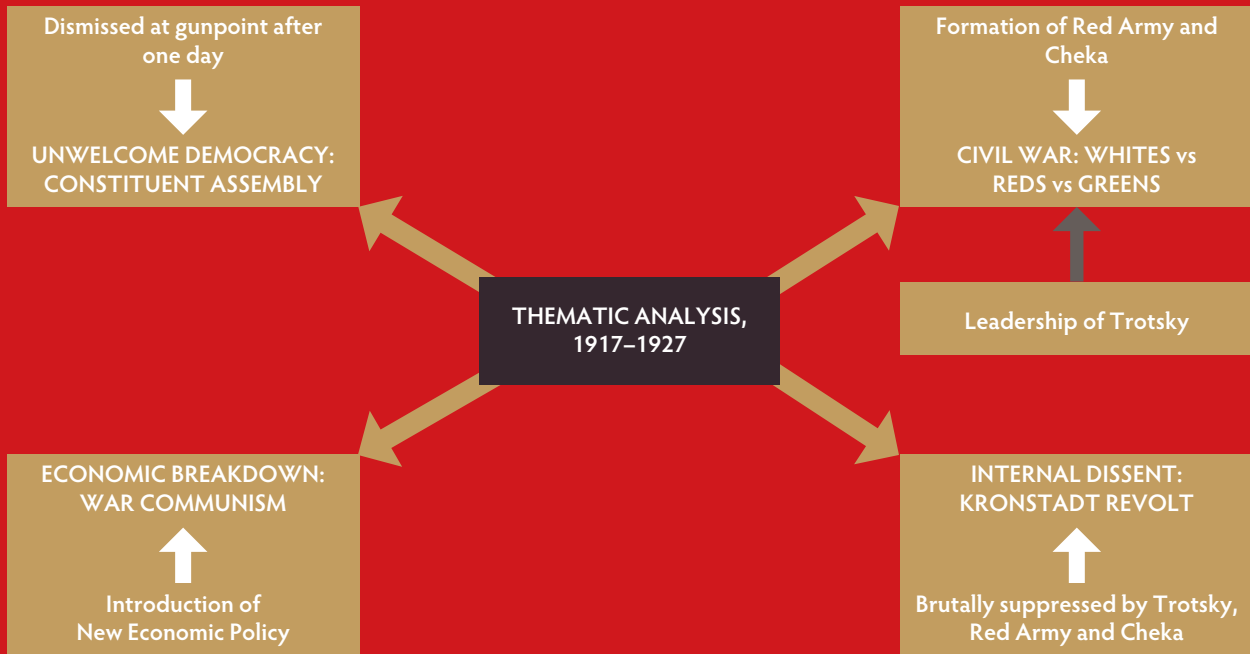 Dismissed at gunpoint after
one day
UNWELCOME DEMOCRACY:
CONSTITUENT ASSEMBLY
Formation of Red Army and
Cheka
CIVIL WAR: WHITES vs
REDS vs GREENS
Leadership of Trotsky
THEMATIC ANALYSIS,
1917–1927
ECONOMIC BREAKDOWN:
WAR COMMUNISM
Introduction of
New Economic Policy
INTERNAL DISSENT:
KRONSTADT REVOLT
Brutally suppressed by Trotsky,
Red Army and Cheka